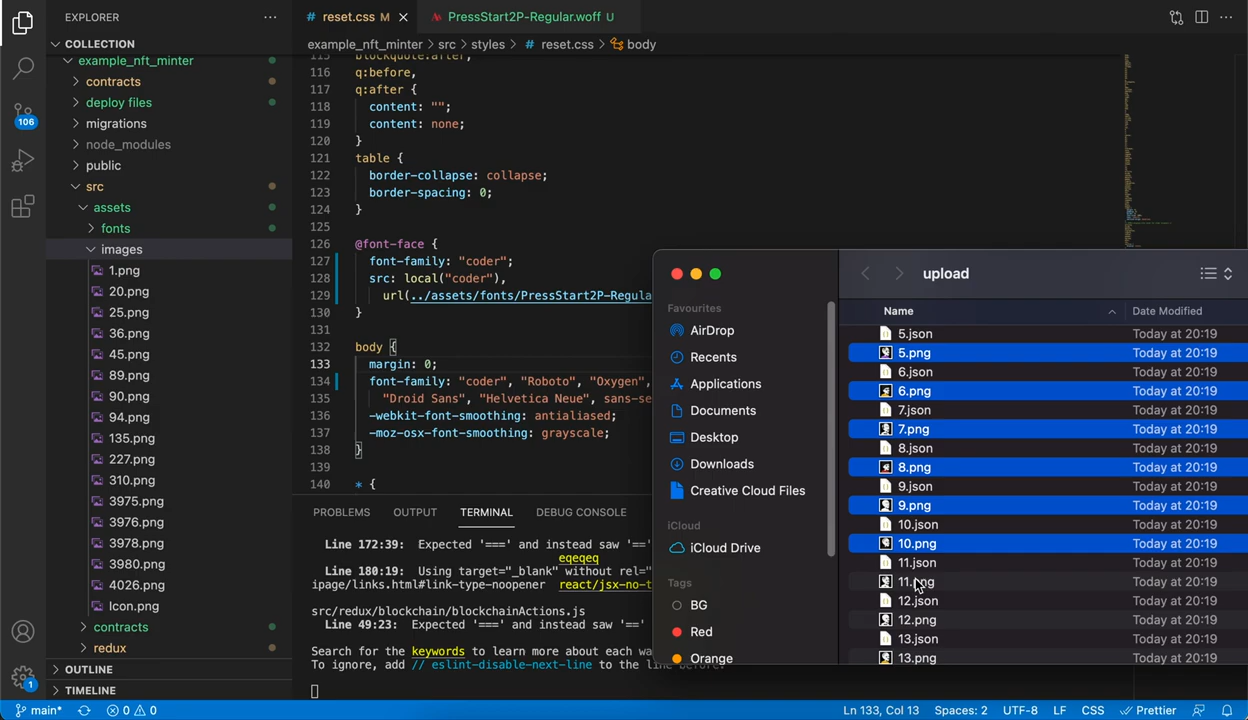 EXPLORER
reset.css M
PressStart2P-Regular.woff U
COLLECTION
example_nft_minter
contracts
deploy files
migrations
node_modules
public
src
assets
fonts
images
1.png
20.png
25.png
36.png
45.png
89.png
90.png
94.png
135.png
227.png
310.png
3975.png
3976.png
3978.png
3980.png
4026.png
Icon.png
contracts
redux
OUTLINE
TIMELINE
106
1
example_nft_minter > src > styles > # reset.css > body
115 blockquote:after,
116 q:before,
117 q:after {
118 content: "";
119 content: none;
120 }
121 table {
122 border-collapse: collapse;
123 border-spacing: 0;
124 }
125
126 @font-face {
127 font-family: "coder";
128 src: local("coder"),
129 url(../assets/fonts/PressStart2P-Regula
130 }
131
132 body {
133 margin: 0;
134 font-family: "coder", "Roboto", "Oxygen",
135 "Droid Sans", "Helvetica Neue", sans-se
136 -webkit-font-smoothing: antialiased;
137 -moz-osx-font-smoothing: grayscale;
138 }
139
140 * {
PROBLEMS OUTPUT TERMINAL DEBUG CONSOLE
Line 172:39: Expected '===' and instead saw '=='
eqeqeq
Line 180:19: Using target="_blank" without rel="
ipage/links.html#link-type-noopener react/jsx-no-t
src/redux/blockchain/blockchainActions.js
Line 49:23: Expected '===' and instead saw '=='
Search for the keywords to learn more about each wa
To ignore, add // eslint-disable-next-line to the line before.
upload
Favourites
AirDrop
Recents
Applications
Documents
Desktop
Downloads
Creative Cloud Files
iCloud
iCloud Drive
Tags
BG
Red
Orange
Name Date Modified
5.json Today at 20:19
5.png Today at 20:19
6.json Today at 20:19
6.png Today at 20:19
7.json Today at 20:19
7.png Today at 20:19
8.json Today at 20:19
8.png Today at 20:19
9.json Today at 20:19
9.png Today at 20:19
10.json Today at 20:19
10.png Today at 20:19
11.json Today at 20:19
11.png Today at 20:19
12.json Today at 20:19
12.png Today at 20:19
13.json Today at 20:19
13.png Today at 20:19
main* 0 0 Ln 133, Col 13 Spaces: 2 UTF-8 LF CSS Prettier